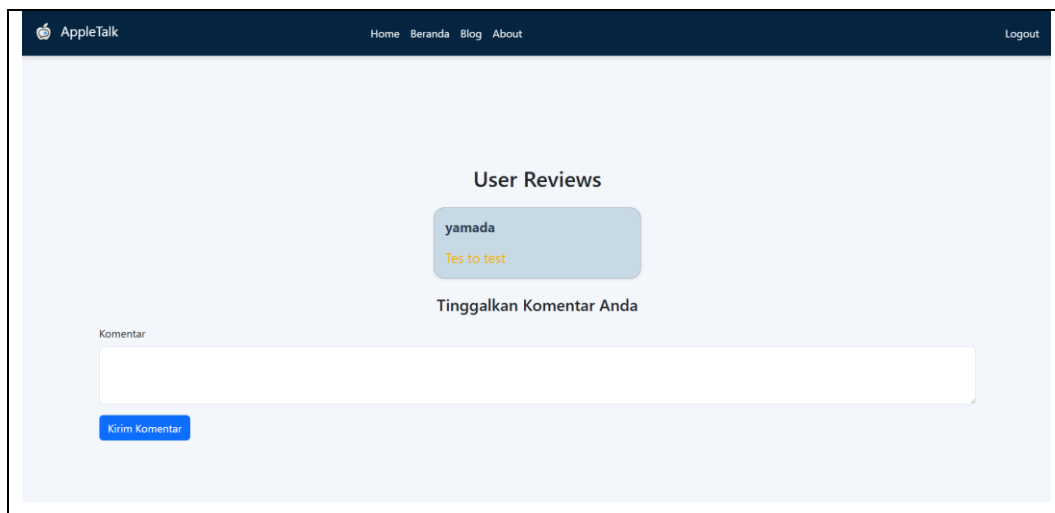 AppleTalk Home Beranda Blog About Logout
User Reviews
yamada
Tes to test
Tinggalkan Komentar Anda
Komentar
Kirim Komentar